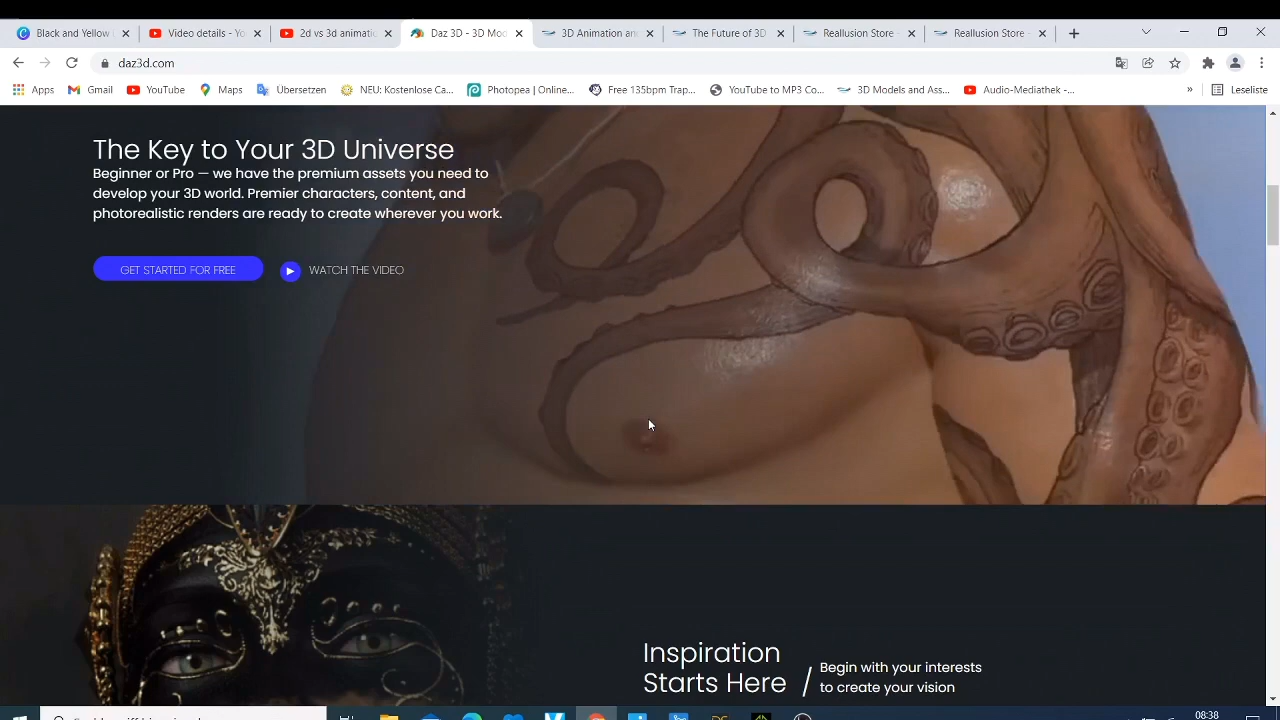 Black and Yellow
Video details - Yo
2d vs 3d animati
Daz 3D - 3D Mo
3D Animation an
The Future of 3D
Reallusion Store -
Reallusion Store -
daz3d.com
Apps
Gmail
YouTube
Maps
Übersetzen
NEU: Kostenlose Ca...
Photopea | Online...
Free 135bpm Trap...
YouTube to MP3 Co...
3D Models and Ass...
Audio-Mediathek -...
»
Leseliste
The Key to Your 3D Universe
Beginner or Pro — we have the premium assets you need to
develop your 3D world. Premier characters, content, and
photorealistic renders are ready to create wherever you work.
GET STARTED FOR FREE
WATCH THE VIDEO
Inspiration
Starts Here
/
Begin with your interests
to create your vision
08:38